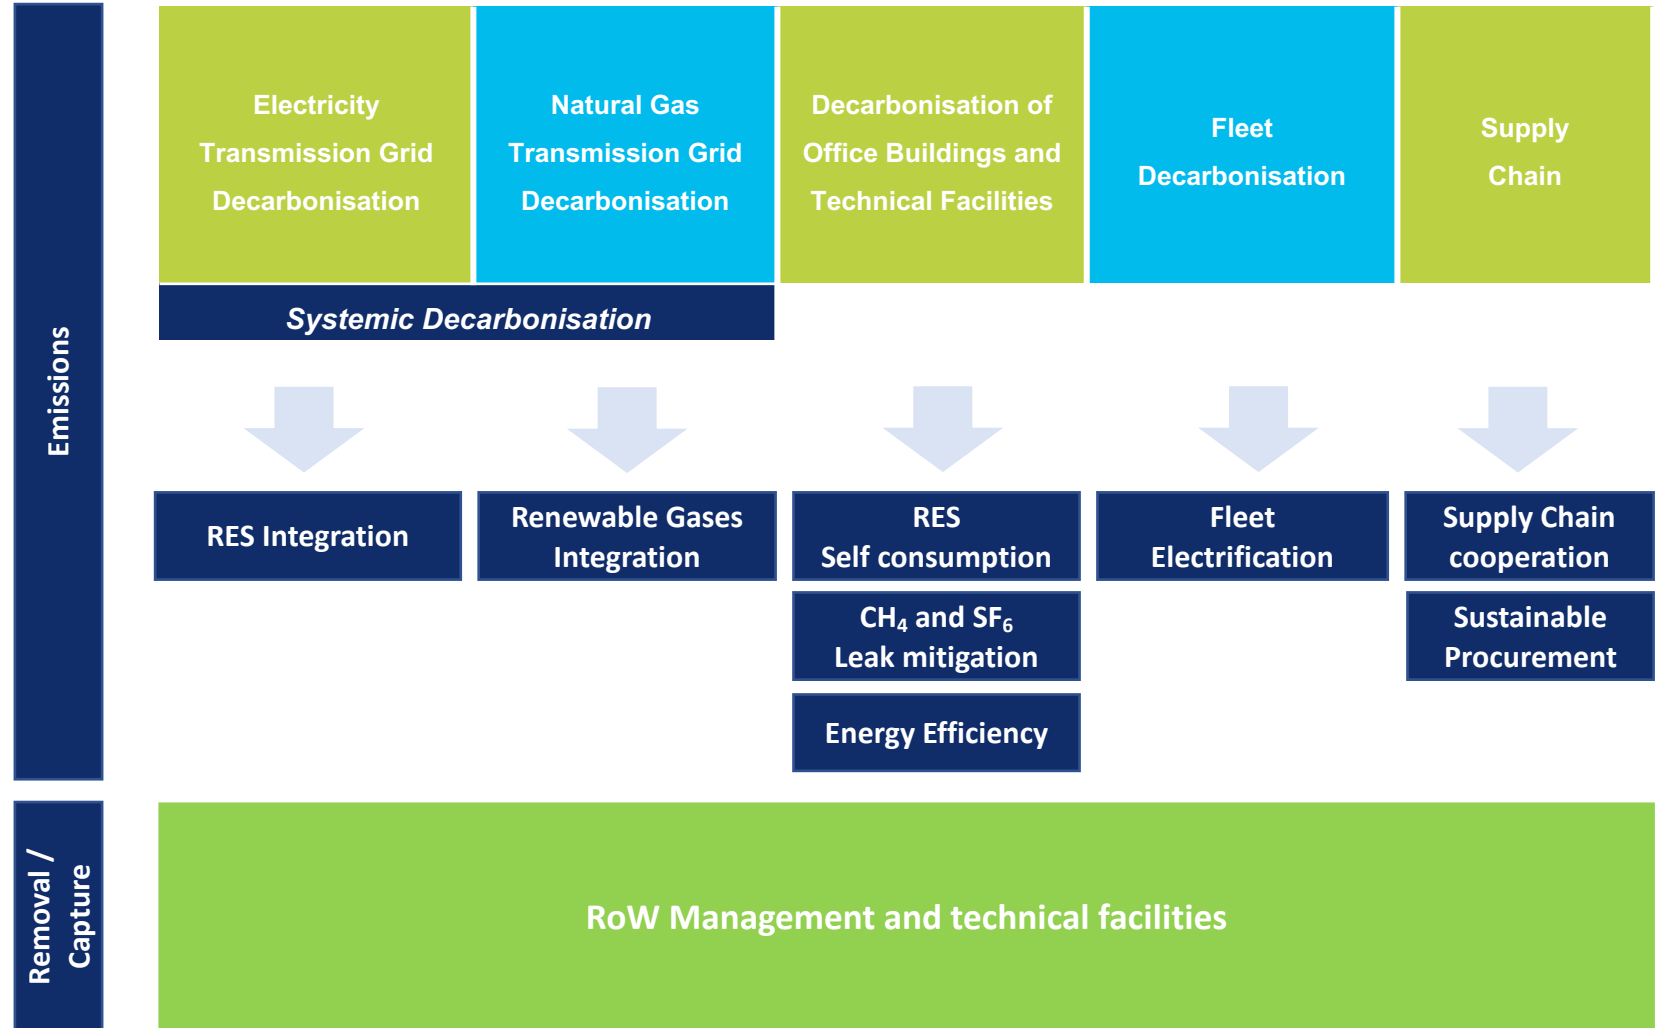 Emissions
Electricity
Transmission Grid
Decarbonisation
Natural Gas
Transmission Grid
Decarbonisation
Decarbonisation of
Office Buildings and
Technical Facilities
Fleet
Decarbonisation
Supply
Chain
Systemic Decarbonisation
RES Integration
Renewable Gases
Integration
RES
Self consumption
CH₄ and SF₆
Leak mitigation
Energy Efficiency
Fleet
Electrification
Supply Chain
cooperation
Sustainable
Procurement
Removal /
Capture
RoW Management and technical facilities